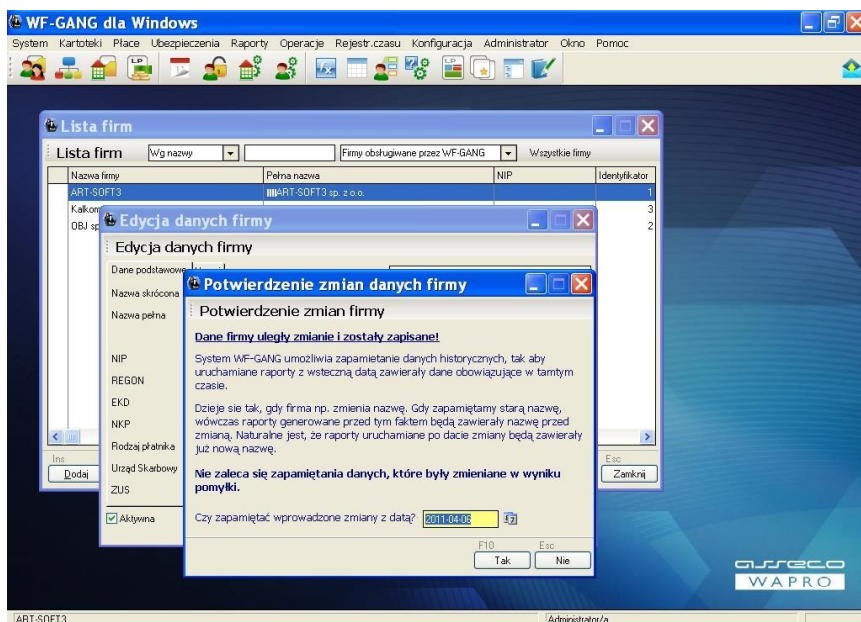 WF-GANG dla Windows
System Kartoteki Płace Ubezpieczenia Raporty Operacje Rejestr.czasu Konfiguracja Administrator Okno Pomoc
Lista firm
Lista firm Wg nazwy Firmy obsługiwane przez WF-GANG Wszystkie firmy
Nazwa firmy Pełna nazwa NIP Identyfikator
ART-SOFT3 ART-SOFT3 sp. z o.o. 1
3
OBJ sp 2
Edycja danych firmy
Edycja danych firmy
Dane podstawowe
Nazwa skrócona
Nazwa pełna
NIP
REGON
EKD
NKP
Rodzaj płatnika
Urząd Skarbowy
ZUS
Aktywna
Potwierdzenie zmian danych firmy
Potwierdzenie zmian firmy
Dane firmy uległy zmianie i zostały zapisane!
System WF-GANG umożliwia zapamietanie danych historycznych, tak aby
uruchamiane raporty z wsteczną datą zawierały dane obowiązujące w tamtym
czasie.
Dzieje sie tak, gdy firma np. zmienia nazwę. Gdy zapamiętamy starą nazwę,
wówczas raporty generowane przed tym faktem będą zawierały nazwę przed
zmianą. Naturalne jest, że raporty uruchamiane po dacie zmiany będą zawierały
już nową nazwę.
Nie zaleca się zapamiętania danych, które były zmieniane w wyniku
pomyłki.
Czy zapamiętać wprowadzone zmiany z datą? 2011-04-06
F10 Esc
Tak Nie
Ins Esc
Dodaj Zamknij
asseco
WAPRO
ART-SOFT3 Administrator/a